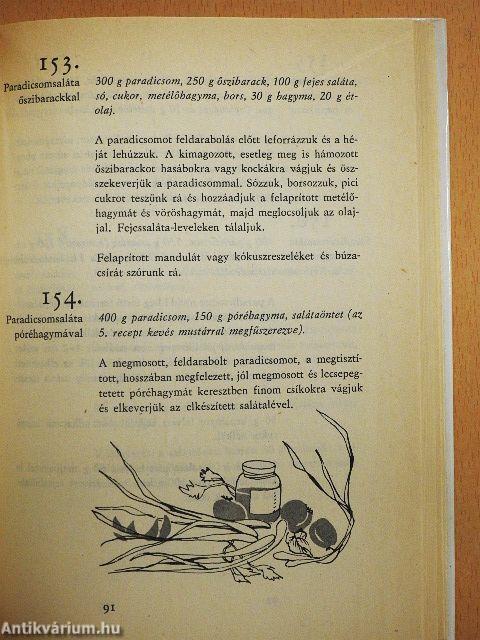 153.
Paradicsomsaláta
őszibarackkal
300 g paradicsom, 250 g őszibarack, 100 g fejes saláta,
só, cukor, metélőhagyma, bors, 30 g hagyma, 20 g ét-
olaj.
A paradicsomot feldarabolás előtt leforrázzuk és a hé-
ját lehúzzuk. A kimagozott, esetleg meg is hámozott
őszibarackot hasábokra vagy kockákra vágjuk és ösz-
szekeverjük a paradicsommal. Sózzuk, borsozzuk, pici
cukrot teszünk rá és hozzáadjuk a felaprított metélő-
hagymát és vöröshagymát, majd meglocsoljuk az olaj-
jal. Fejessaláta-leveleken tálaljuk.
Felaprított mandulát vagy kókuszreszeléket és búza-
csírát szórunk rá.
154.
Paradicsomsaláta
póréhagymával
400 g paradicsom, 150 g póréhagyma, salátaöntet (az
5. recept kevés mustárral megfűszerezve).
A megmosott, feldarabolt paradicsomot, a megtisz-
tított, hosszában megfelezett, jól megmosott és lecsepeg-
tetett póréhagymát keresztben finom csíkokra vágjuk
és elkeverjük az elkészített salátalével.
91
Antikvárium.hu